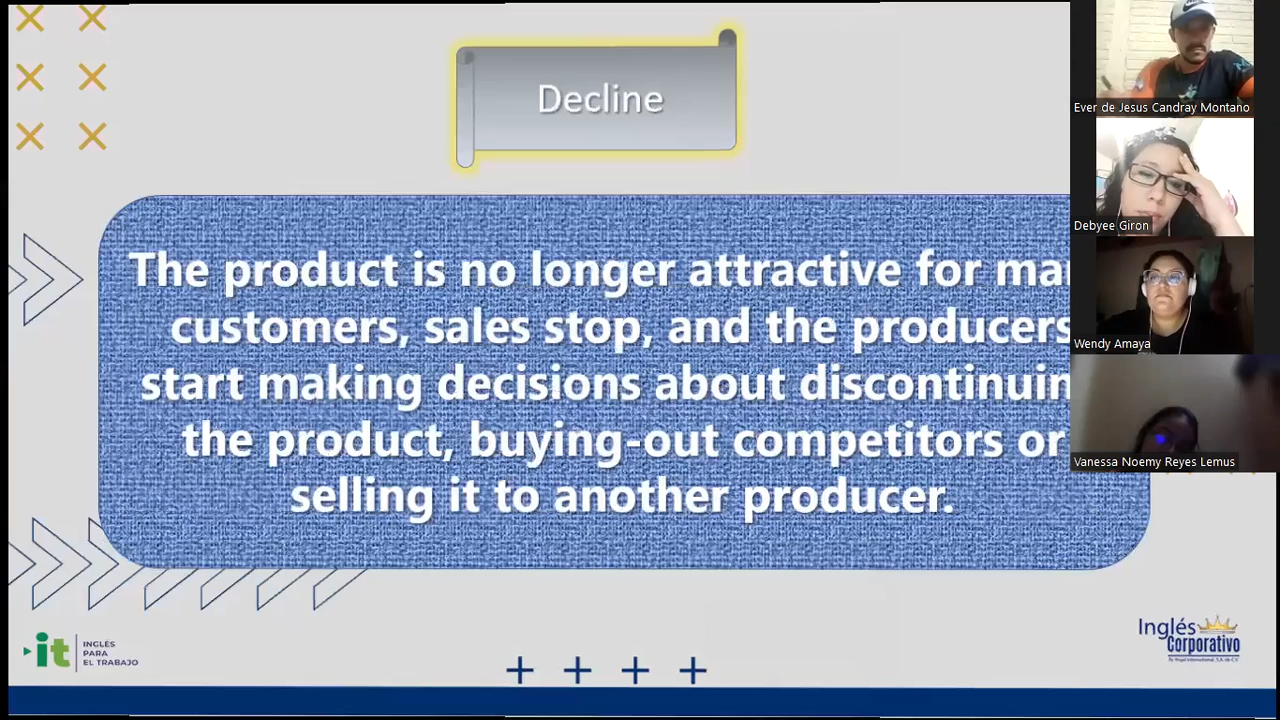 Decline
The product is no longer attractive for
customers, sales stop, and the producers
start making decisions about
the product, buying-out competitors or
selling it to another producer.
Ever de Jesus Candray Montano
Debyee Giron
Wendy Amaya
Vanessa Noemy Reyes Lemus
it
INGLÉS
PARA
EL TRABAJO
Inglés
Corporativo